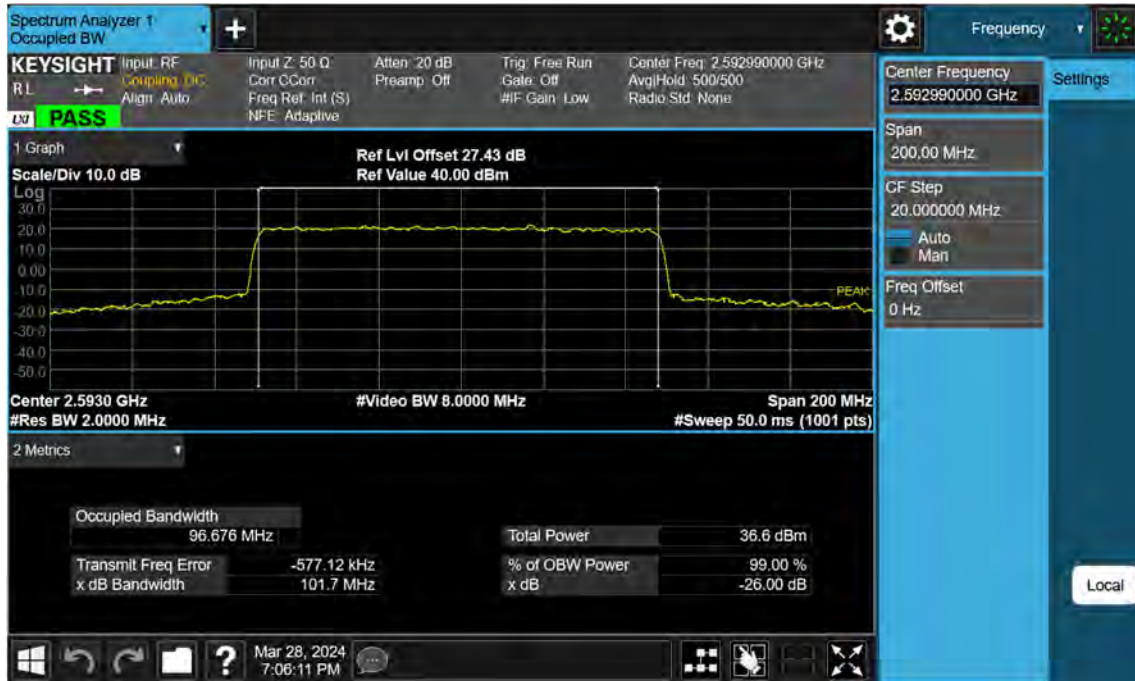 Spectrum Analyzer 1
Occupied BW
+
Frequency
KEYSIGHT
R L
LXI
PASS
Input: RF
Coupling: DC
Align: Auto
Input Z: 50 Ω
Corr CCorr
Freq Ref: Int (S)
NFE: Adaptive
Atten: 20 dB
Preamp: Off
Trig: Free Run
Gate: Off
#IF Gain: Low
Center Freq: 2.592990000 GHz
Avg|Hold: 500/500
Radio Std: None
Center Frequency
2.592990000 GHz
Settings
Span
200.00 MHz
CF Step
20.000000 MHz
Auto
Man
Freq Offset
0 Hz
1 Graph
Scale/Div 10.0 dB
Ref Lvl Offset 27.43 dB
Ref Value 40.00 dBm
Log
30.0
20.0
10.0
0.00
-10.0
-20.0
-30.0
-40.0
-50.0
PEAK
Center 2.5930 GHz
#Video BW 8.0000 MHz
Span 200 MHz
#Res BW 2.0000 MHz
#Sweep 50.0 ms (1001 pts)
2 Metrics
Occupied Bandwidth
96.676 MHz
Total Power 36.6 dBm
Transmit Freq Error -577.12 kHz
% of OBW Power 99.00 %
x dB Bandwidth 101.7 MHz
x dB -26.00 dB
Local
?
Mar 28, 2024
7:06:11 PM